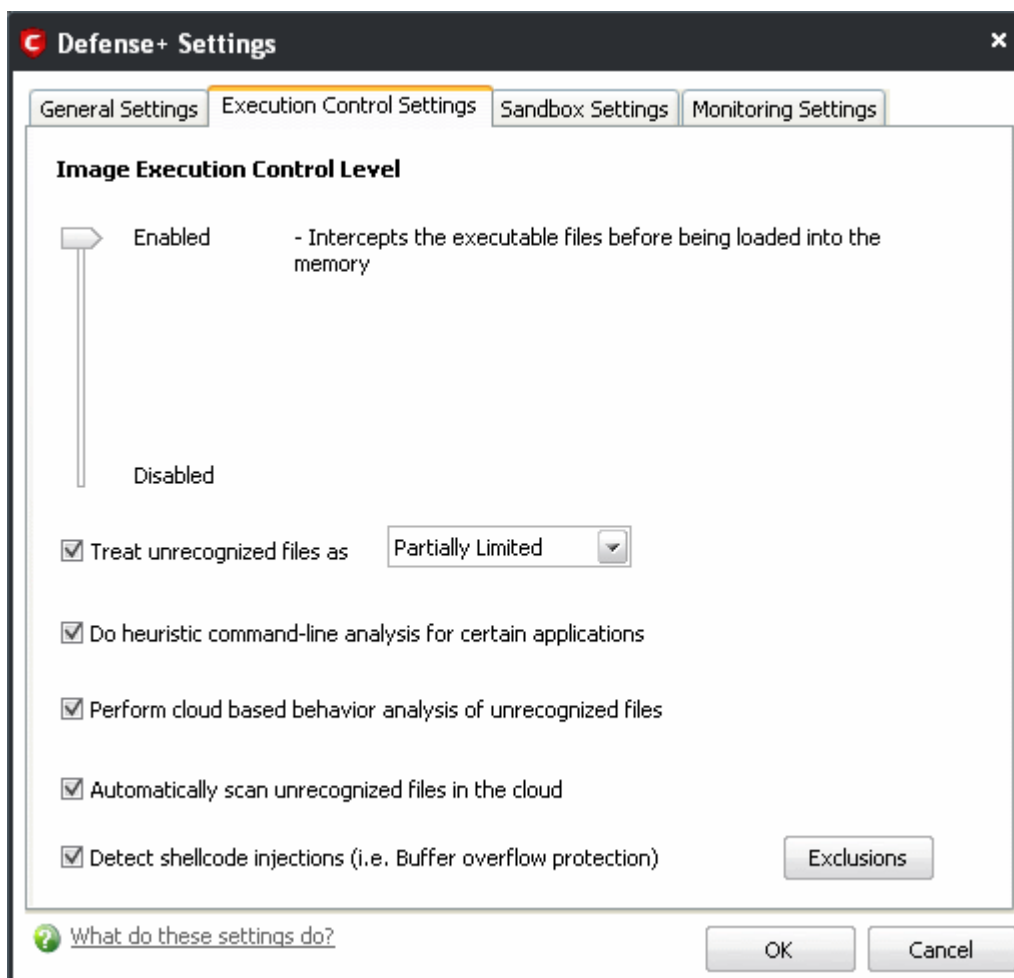 Defense+ Settings
General Settings
Execution Control Settings
Sandbox Settings
Monitoring Settings
Image Execution Control Level
Enabled
- Intercepts the executable files before being loaded into the
memory
Disabled
Treat unrecognized files as
Partially Limited
Do heuristic command-line analysis for certain applications
Perform cloud based behavior analysis of unrecognized files
Automatically scan unrecognized files in the cloud
Detect shellcode injections (i.e. Buffer overflow protection)
Exclusions
What do these settings do?
OK
Cancel